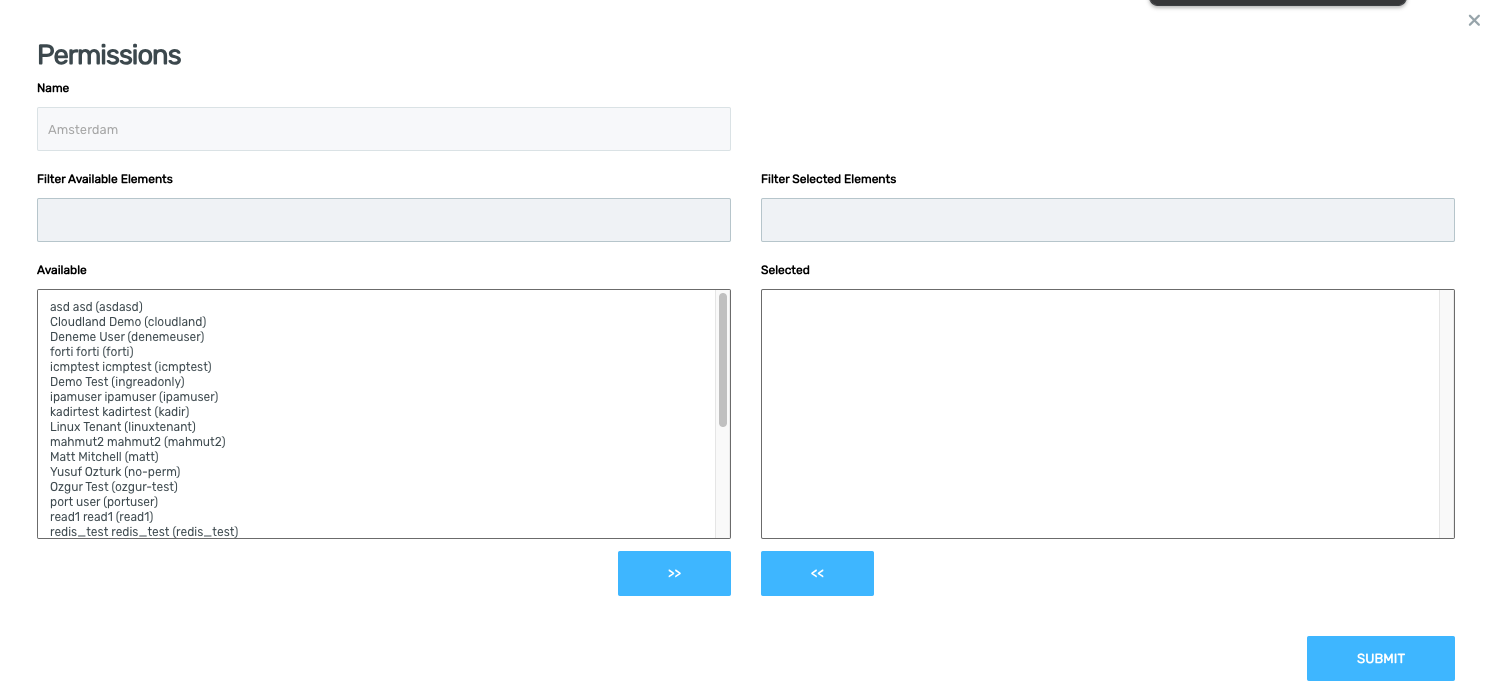 Permissions
Name
Amsterdam
Filter Available Elements
Filter Selected Elements
Available
Selected
asd asd (asdasd)
Cloudland Demo (cloudland)
Deneme User (denemeuser)
forti forti (forti)
icmptest icmptest (icmptest)
Demo Test (ingreadonly)
ipamuser ipamuser (ipamuser)
kadirtest kadirtest (kadir)
Linux Tenant (linuxtenant)
mahmut2 mahmut2 (mahmut2)
Matt Mitchell (matt)
Yusuf Ozturk (no-perm)
Ozgur Test (ozgur-test)
port user (portuser)
read1 read1 (read1)
redis_test redis_test (redis_test)
>>
<<
SUBMIT